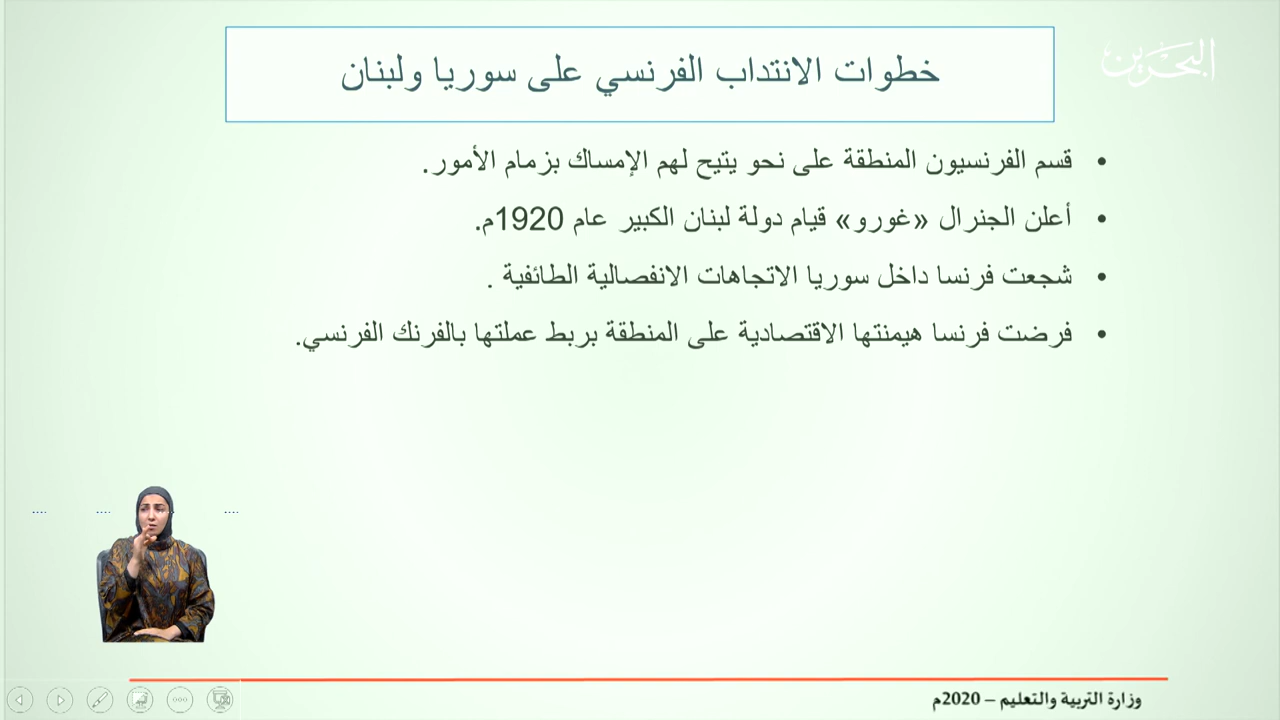 البحرين
خطوات الانتداب الفرنسي على سوريا ولبنان
• قسم الفرنسيون المنطقة على نحو يتيح لهم الإمساك بزمام الأمور.
• أعلن الجنرال «غورو» قيام دولة لبنان الكبير عام 1920م.
• شجعت فرنسا داخل سوريا الاتجاهات الانفصالية الطائفية .
• فرضت فرنسا هيمنتها الاقتصادية على المنطقة بربط عملتها بالفرنك الفرنسي.
وزارة التربية والتعليم – 2020م